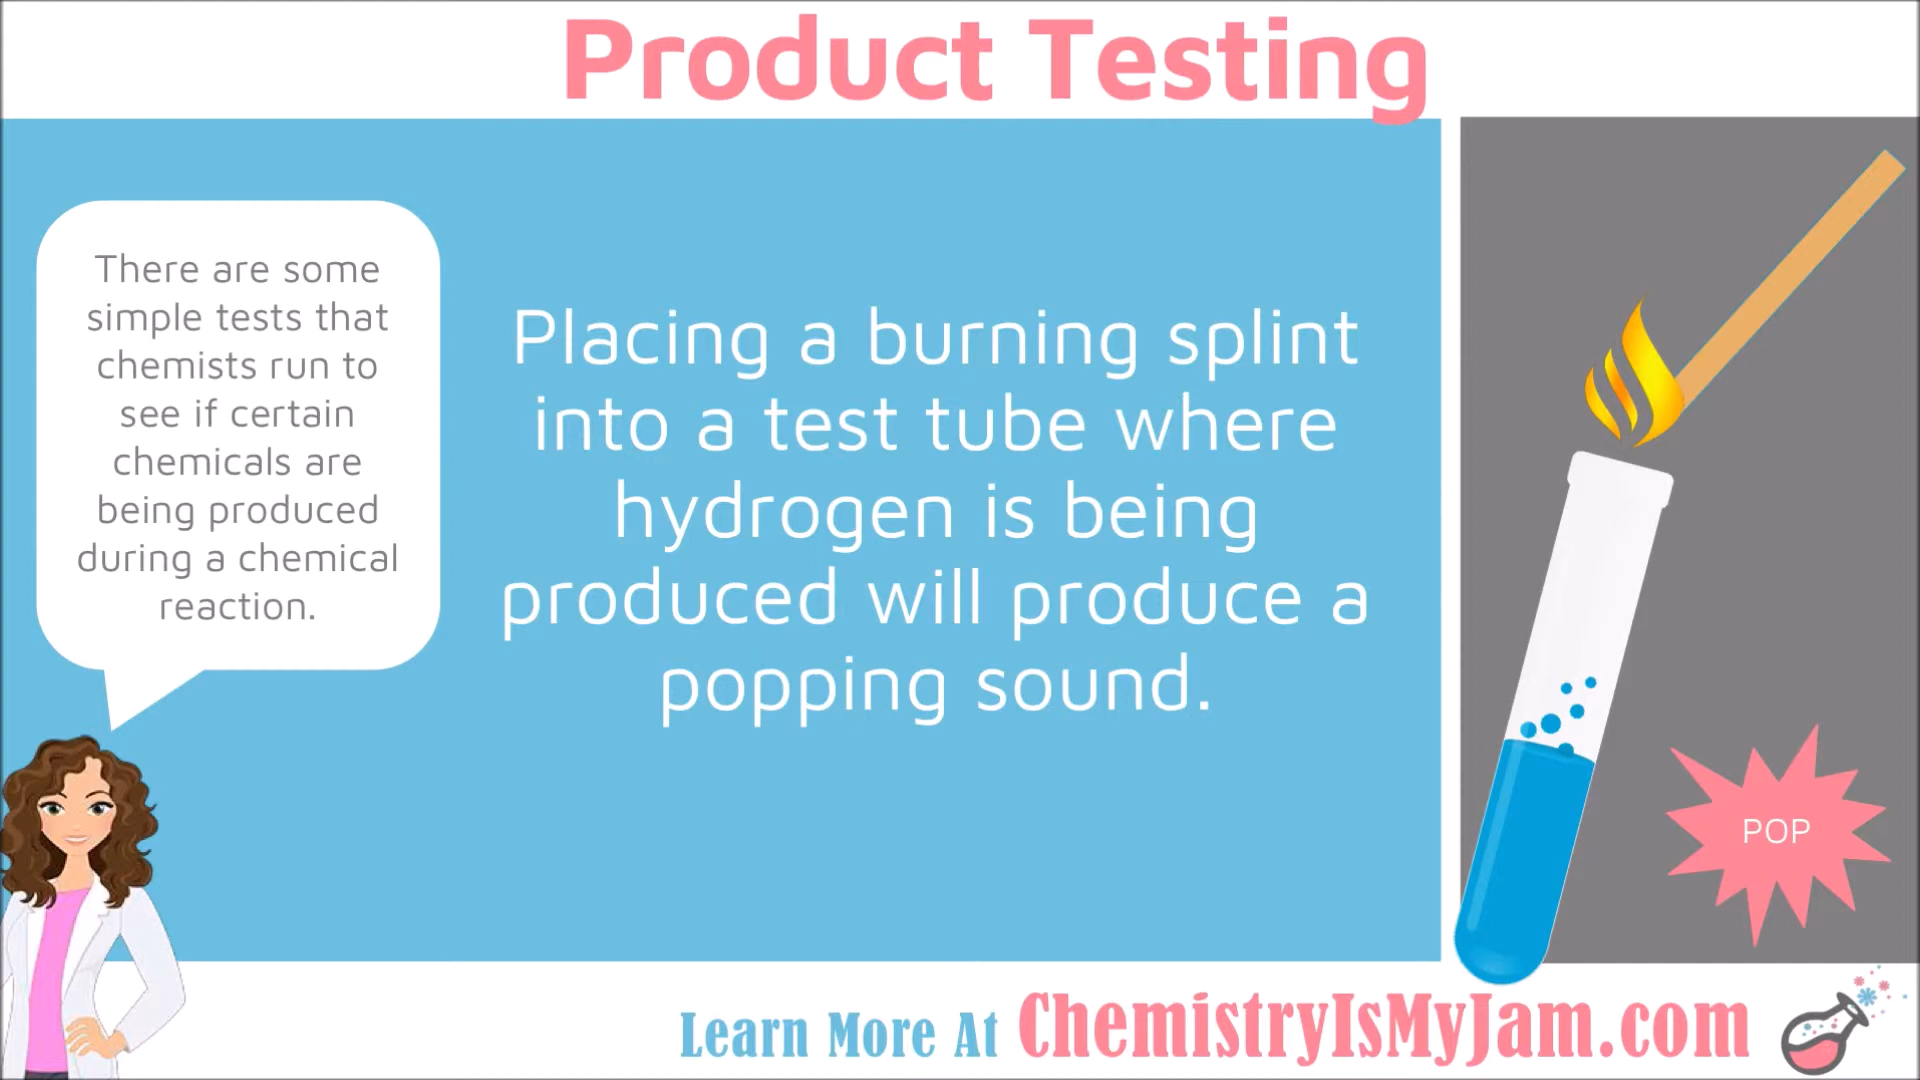 Product Testing
There are some
simple tests that
chemists run to
see if certain
chemicals are
being produced
during a chemical
reaction.
Placing a burning splint
into a test tube where
hydrogen is being
produced will produce a
popping sound.
POP
Learn More At ChemistryIsMyJam.com